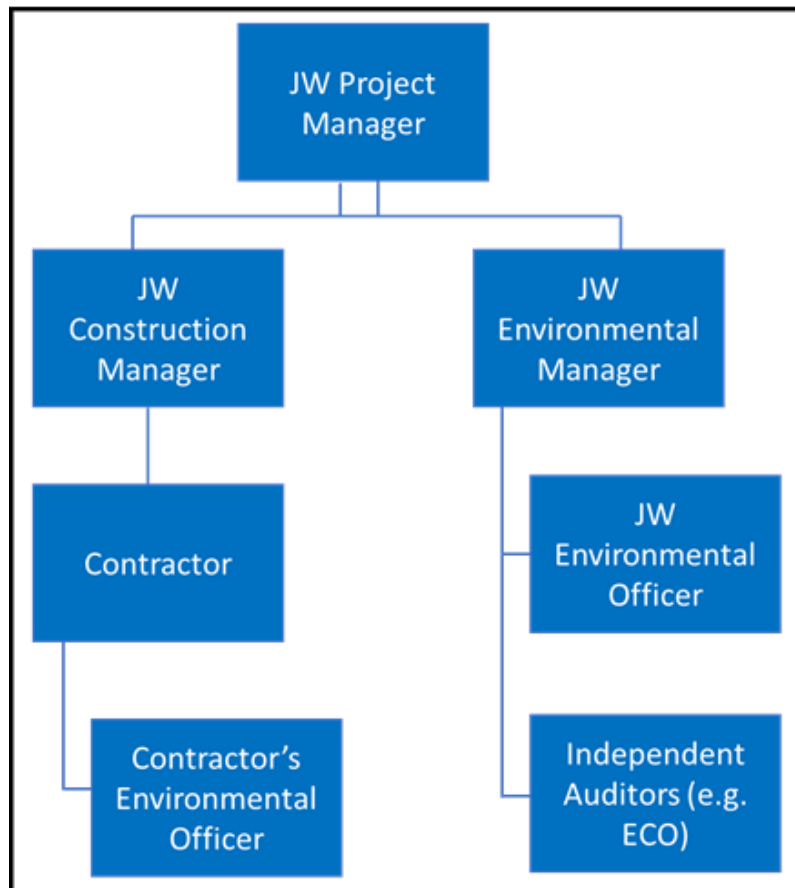 JW Project
Manager
JW
Construction
Manager
JW
Environmental
Manager
Contractor
JW
Environmental
Officer
Contractor’s
Environmental
Officer
Independent
Auditors (e.g.
ECO)